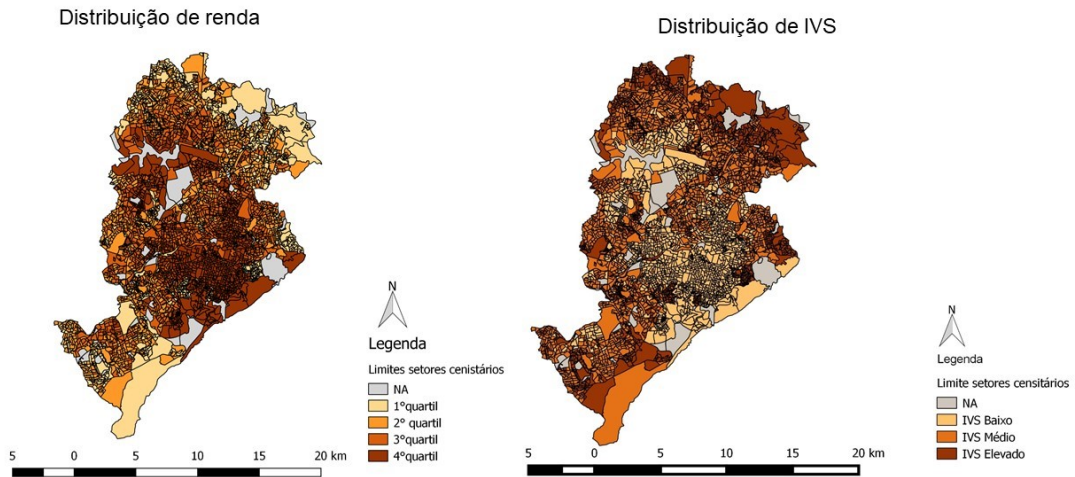 Distribuição de renda
N
Legenda
Limites setores cenistários
NA
1°quartil
2° quartil
3°quartil
4°quartil
5 0 5 10 15 20 km
Distribuição de IVS
N
Legenda
Limite setores censitários
NA
IVS Baixo
IVS Médio
IVS Elevado
5 0 5 10 15 20 km